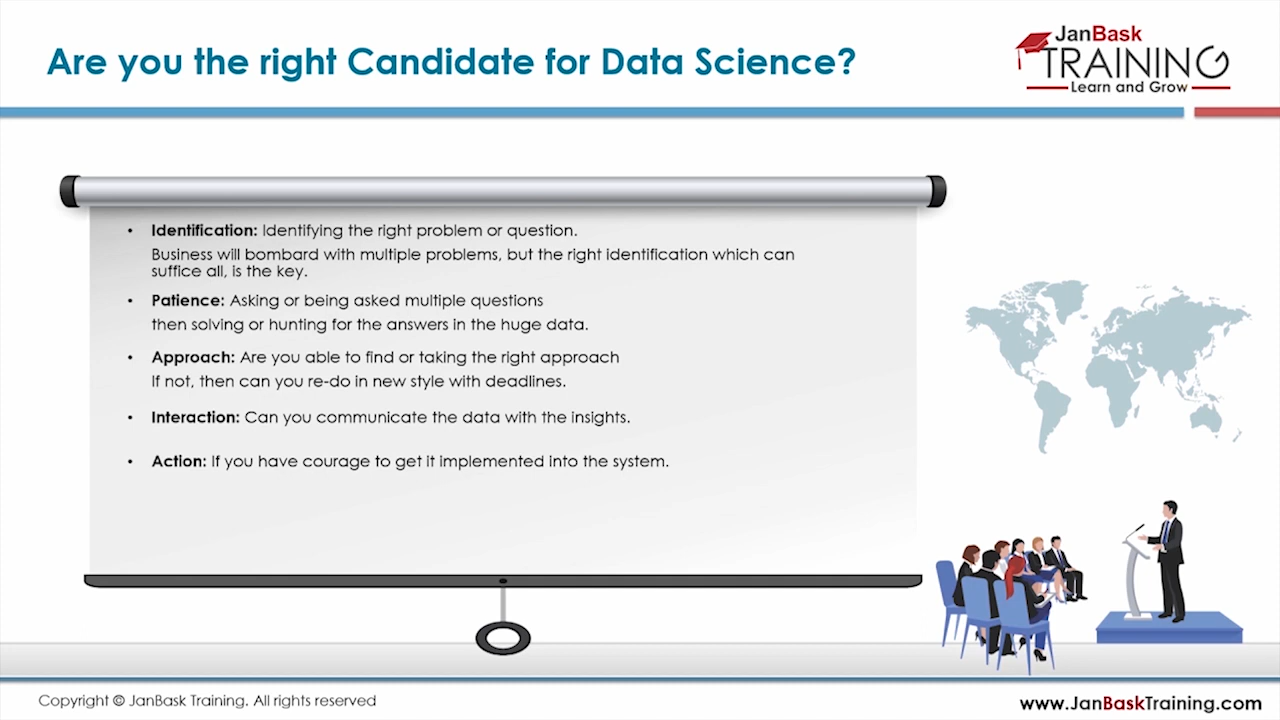 Are you the right Candidate for Data Science?
JanBask
TRAINING
Learn and Grow
• Identification: Identifying the right problem or question.
Business will bombard with multiple problems, but the right identification which can
suffice all, is the key.
• Patience: Asking or being asked multiple questions
then solving or hunting for the answers in the huge data.
• Approach: Are you able to find or taking the right approach
If not, then can you re-do in new style with deadlines.
• Interaction: Can you communicate the data with the insights.
• Action: If you have courage to get it implemented into the system.
Copyright © JanBask Training. All rights reserved
www.JanBaskTraining.com